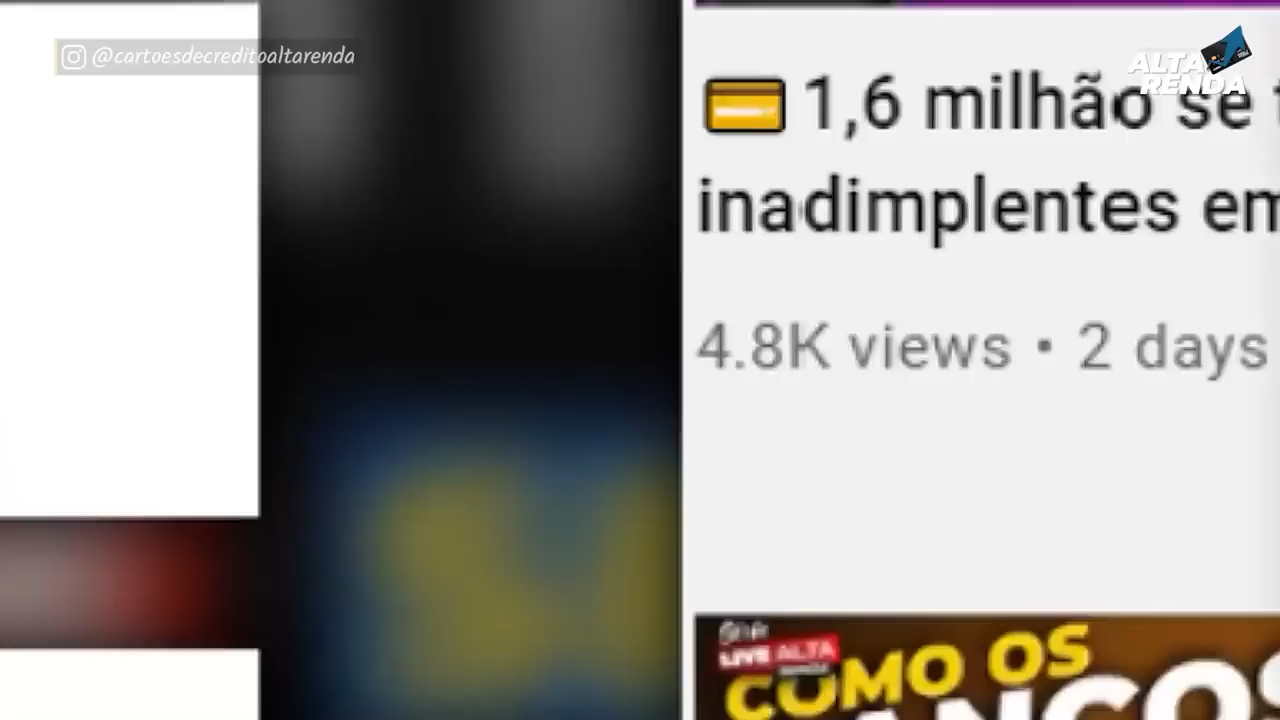 @cartoesdecreditoaltarenda
ALTA
RENDA
1,6 milhão se
inadimplentes em
4.8K views • 2 days
LIVE ALTA
COMO OS